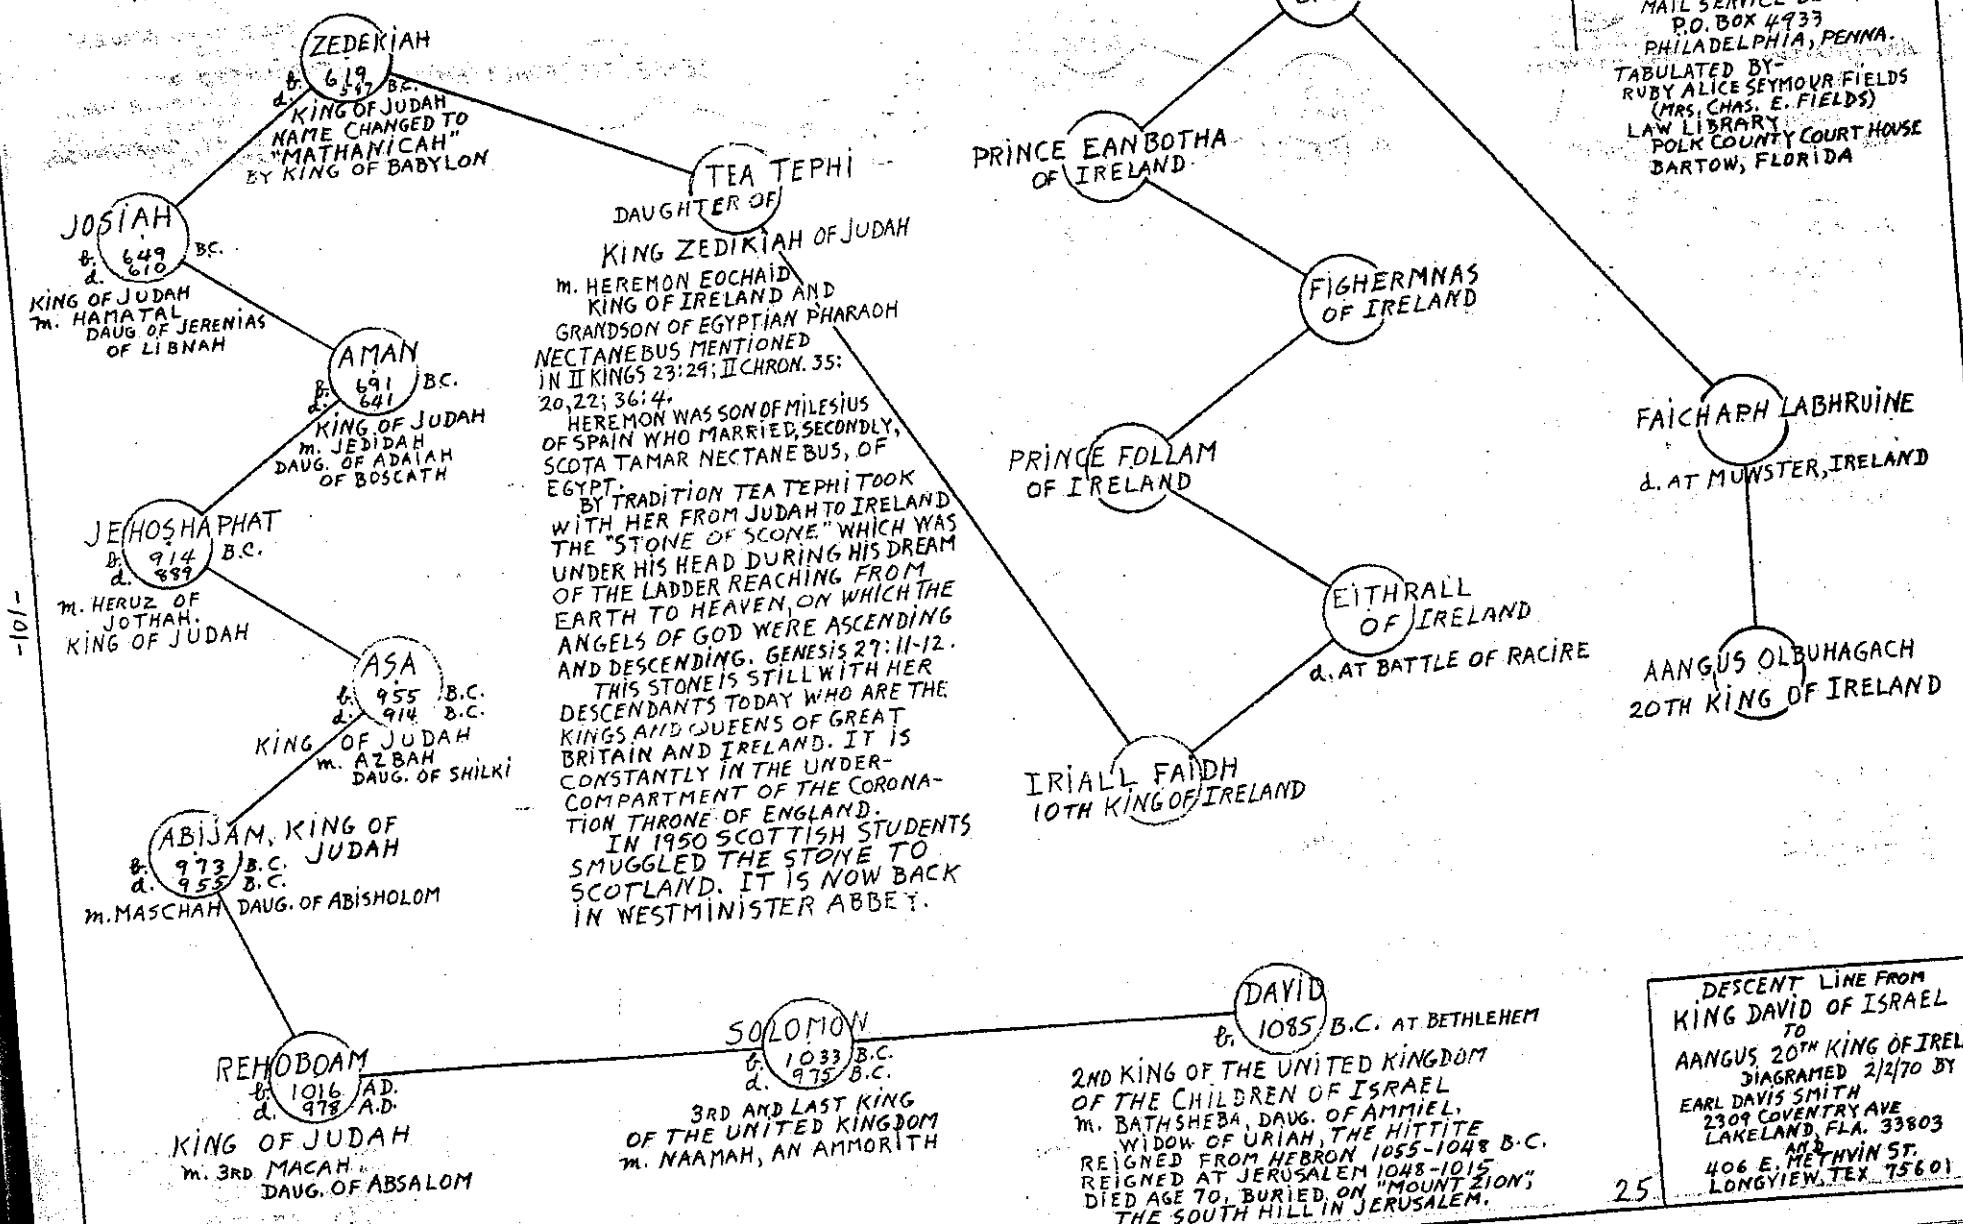 ZEDEKIAH
b. 619
d. 597 B.C.
KING OF JUDAH
NAME CHANGED TO
"MATHANICAH"
BY KING OF BABYLON
JOSIAH
b. 649 B.C.
d. 610
KING OF JUDAH
m. HAMATAL
DAUG. OF JERENIAS
OF LIBNAH
AMAN
b. 691 B.C.
d. 641
KING OF JUDAH
m. JEDIDAH
DAUG. OF ADAIAH
OF BOSCATH
JEHOSHAPHAT
b. 914 B.C.
d. 889
m. HERUZ OF
JOTHAH.
KING OF JUDAH
-101-
ASA
b. 955 B.C.
d. 914 B.C.
KING OF JUDAH
m. AZBAH
DAUG. OF SHILKI
ABIJAM, KING OF
JUDAH
b. 973 B.C.
d. 955 B.C.
m. MASCHAH DAUG. OF ABISHOLOM
REHOBOAM
b. 1016 A.D.
d. 978 A.D.
KING OF JUDAH
m. 3RD MACAH
DAUG. OF ABSALOM
TEA TEPHI
DAUGHTER OF
KING ZEDIKIAH OF JUDAH
m. HEREMON EOCHAID
KING OF IRELAND AND
GRANDSON OF EGYPTIAN PHARAOH
NECTANEBUS MENTIONED
IN II KINGS 23:29; II CHRON. 35:
20,22; 36:4.
HEREMON WAS SON OF MILESIUS
OF SPAIN WHO MARRIED, SECONDLY,
SCOTA TAMAR NECTANEBUS, OF
EGYPT.
BY TRADITION TEA TEPHI TOOK
WITH HER FROM JUDAH TO IRELAND
THE "STONE OF SCONE" WHICH WAS
UNDER HIS HEAD DURING HIS DREAM
OF THE LADDER REACHING FROM
EARTH TO HEAVEN, ON WHICH THE
ANGELS OF GOD WERE ASCENDING
AND DESCENDING. GENESIS 27:11-12.
THIS STONE IS STILL WITH HER
DESCENDANTS TODAY WHO ARE THE
KINGS AND QUEENS OF GREAT
BRITAIN AND IRELAND. IT IS
CONSTANTLY IN THE UNDER-
COMPARTMENT OF THE CORONA-
TION THRONE OF ENGLAND.
IN 1950 SCOTTISH STUDENTS
SMUGGLED THE STONE TO
SCOTLAND. IT IS NOW BACK
IN WESTMINISTER ABBEY.
SOLOMON
b. 1033 B.C.
d. 975 B.C.
3RD AND LAST KING
OF THE UNITED KINGDOM
m. NAAMAH, AN AMMORITH
DAVID
b. 1085 B.C. AT BETHLEHEM
2ND KING OF THE UNITED KINGDOM
OF THE CHILDREN OF ISRAEL
m. BATHSHEBA, DAUG. OF AMMIEL,
WIDOW OF URIAH, THE HITTITE
REIGNED FROM HEBRON 1055-1048 B.C.
REIGNED AT JERUSALEM 1048-1015
DIED AGE 70, BURIED ON "MOUNT ZION",
THE SOUTH HILL IN JERUSALEM.
PRINCE EANBOTHA
OF IRELAND
FIGHERMNAS
OF IRELAND
PRINCE FOLLAM
OF IRELAND
EITHRALL
OF IRELAND
d. AT BATTLE OF RACIRE
IRIALL FAIDH
10TH KING OF IRELAND
MAIL SERVICE
P.O. BOX 4933
PHILADELPHIA, PENNA.
TABULATED BY-
RUBY ALICE SEYMOUR FIELDS
(MRS. CHAS. E. FIELDS)
LAW LIBRARY
POLK COUNTY COURT HOUSE
BARTOW, FLORIDA
FAICHAPH LABHRUINE
d. AT MUNSTER, IRELAND
AANGUS OLBUHAGACH
20TH KING OF IRELAND
DESCENT LINE FROM
KING DAVID OF ISRAEL
TO
AANGUS 20TH KING OF IREL
DIAGRAMED 2/2/70 BY
EARL DAVIS SMITH
2309 COVENTRY AVE
LAKELAND, FLA. 33803
AND
406 E. METHVIN ST.
LONGVIEW, TEX 75601
25